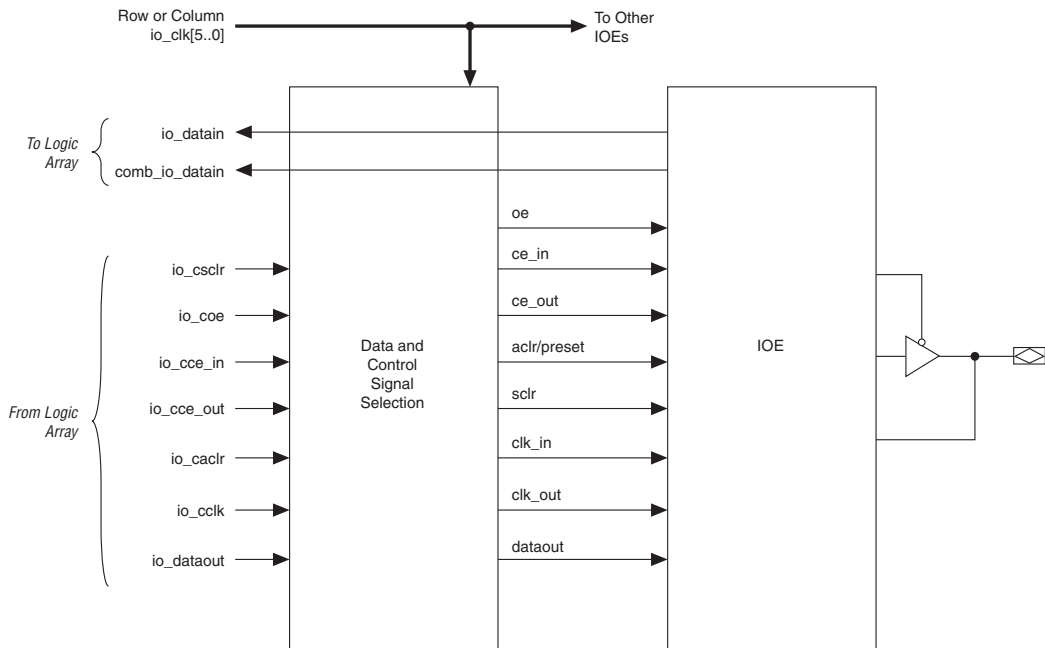 Row or Column
io_clk[5..0]
To Other
IOEs
To Logic
Array
io_datain
comb_io_datain
oe
ce_in
ce_out
aclr/preset
sclr
clk_in
clk_out
dataout
From Logic
Array
io_csclr
io_coe
io_cce_in
io_cce_out
io_caclr
io_cclk
io_dataout
Data and
Control
Signal
Selection
IOE